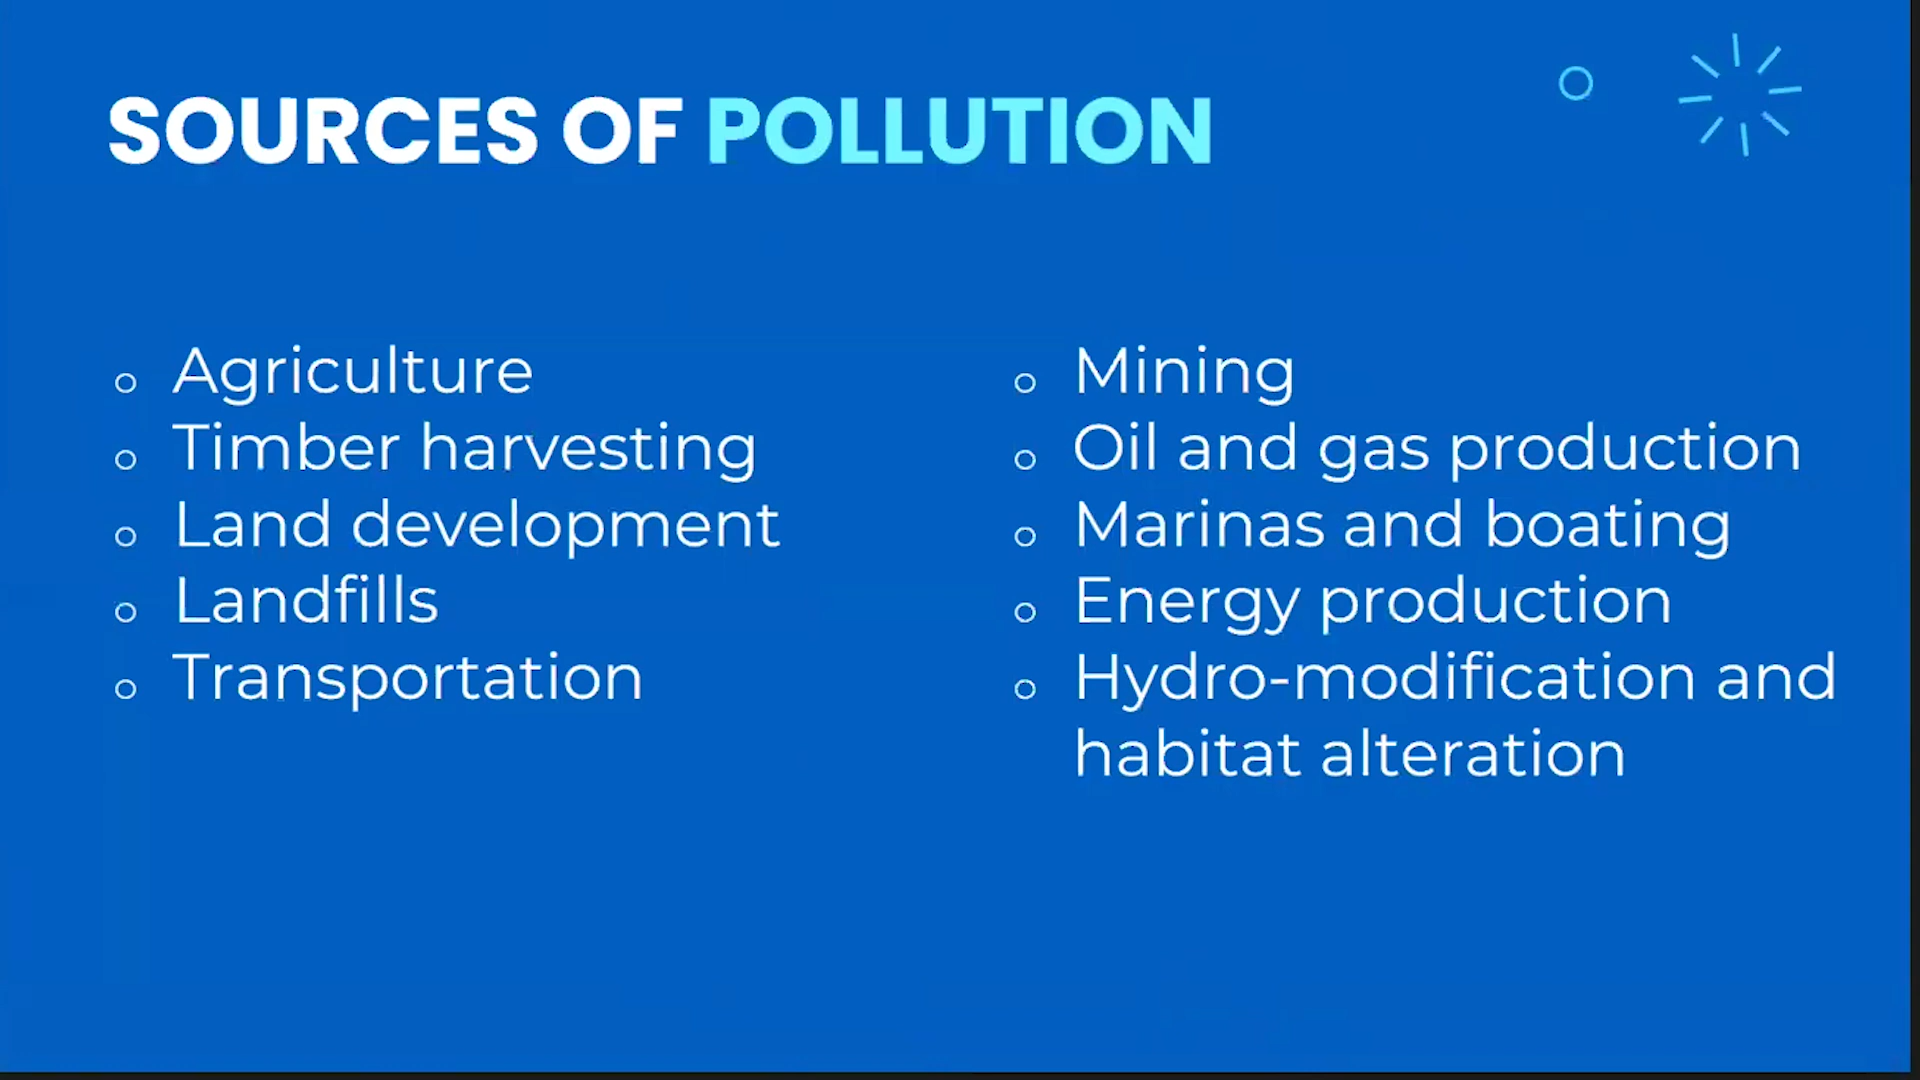 SOURCES OF POLLUTION
Agriculture
Timber harvesting
Land development
Landfills
Transportation
Mining
Oil and gas production
Marinas and boating
Energy production
Hydro-modification and
habitat alteration